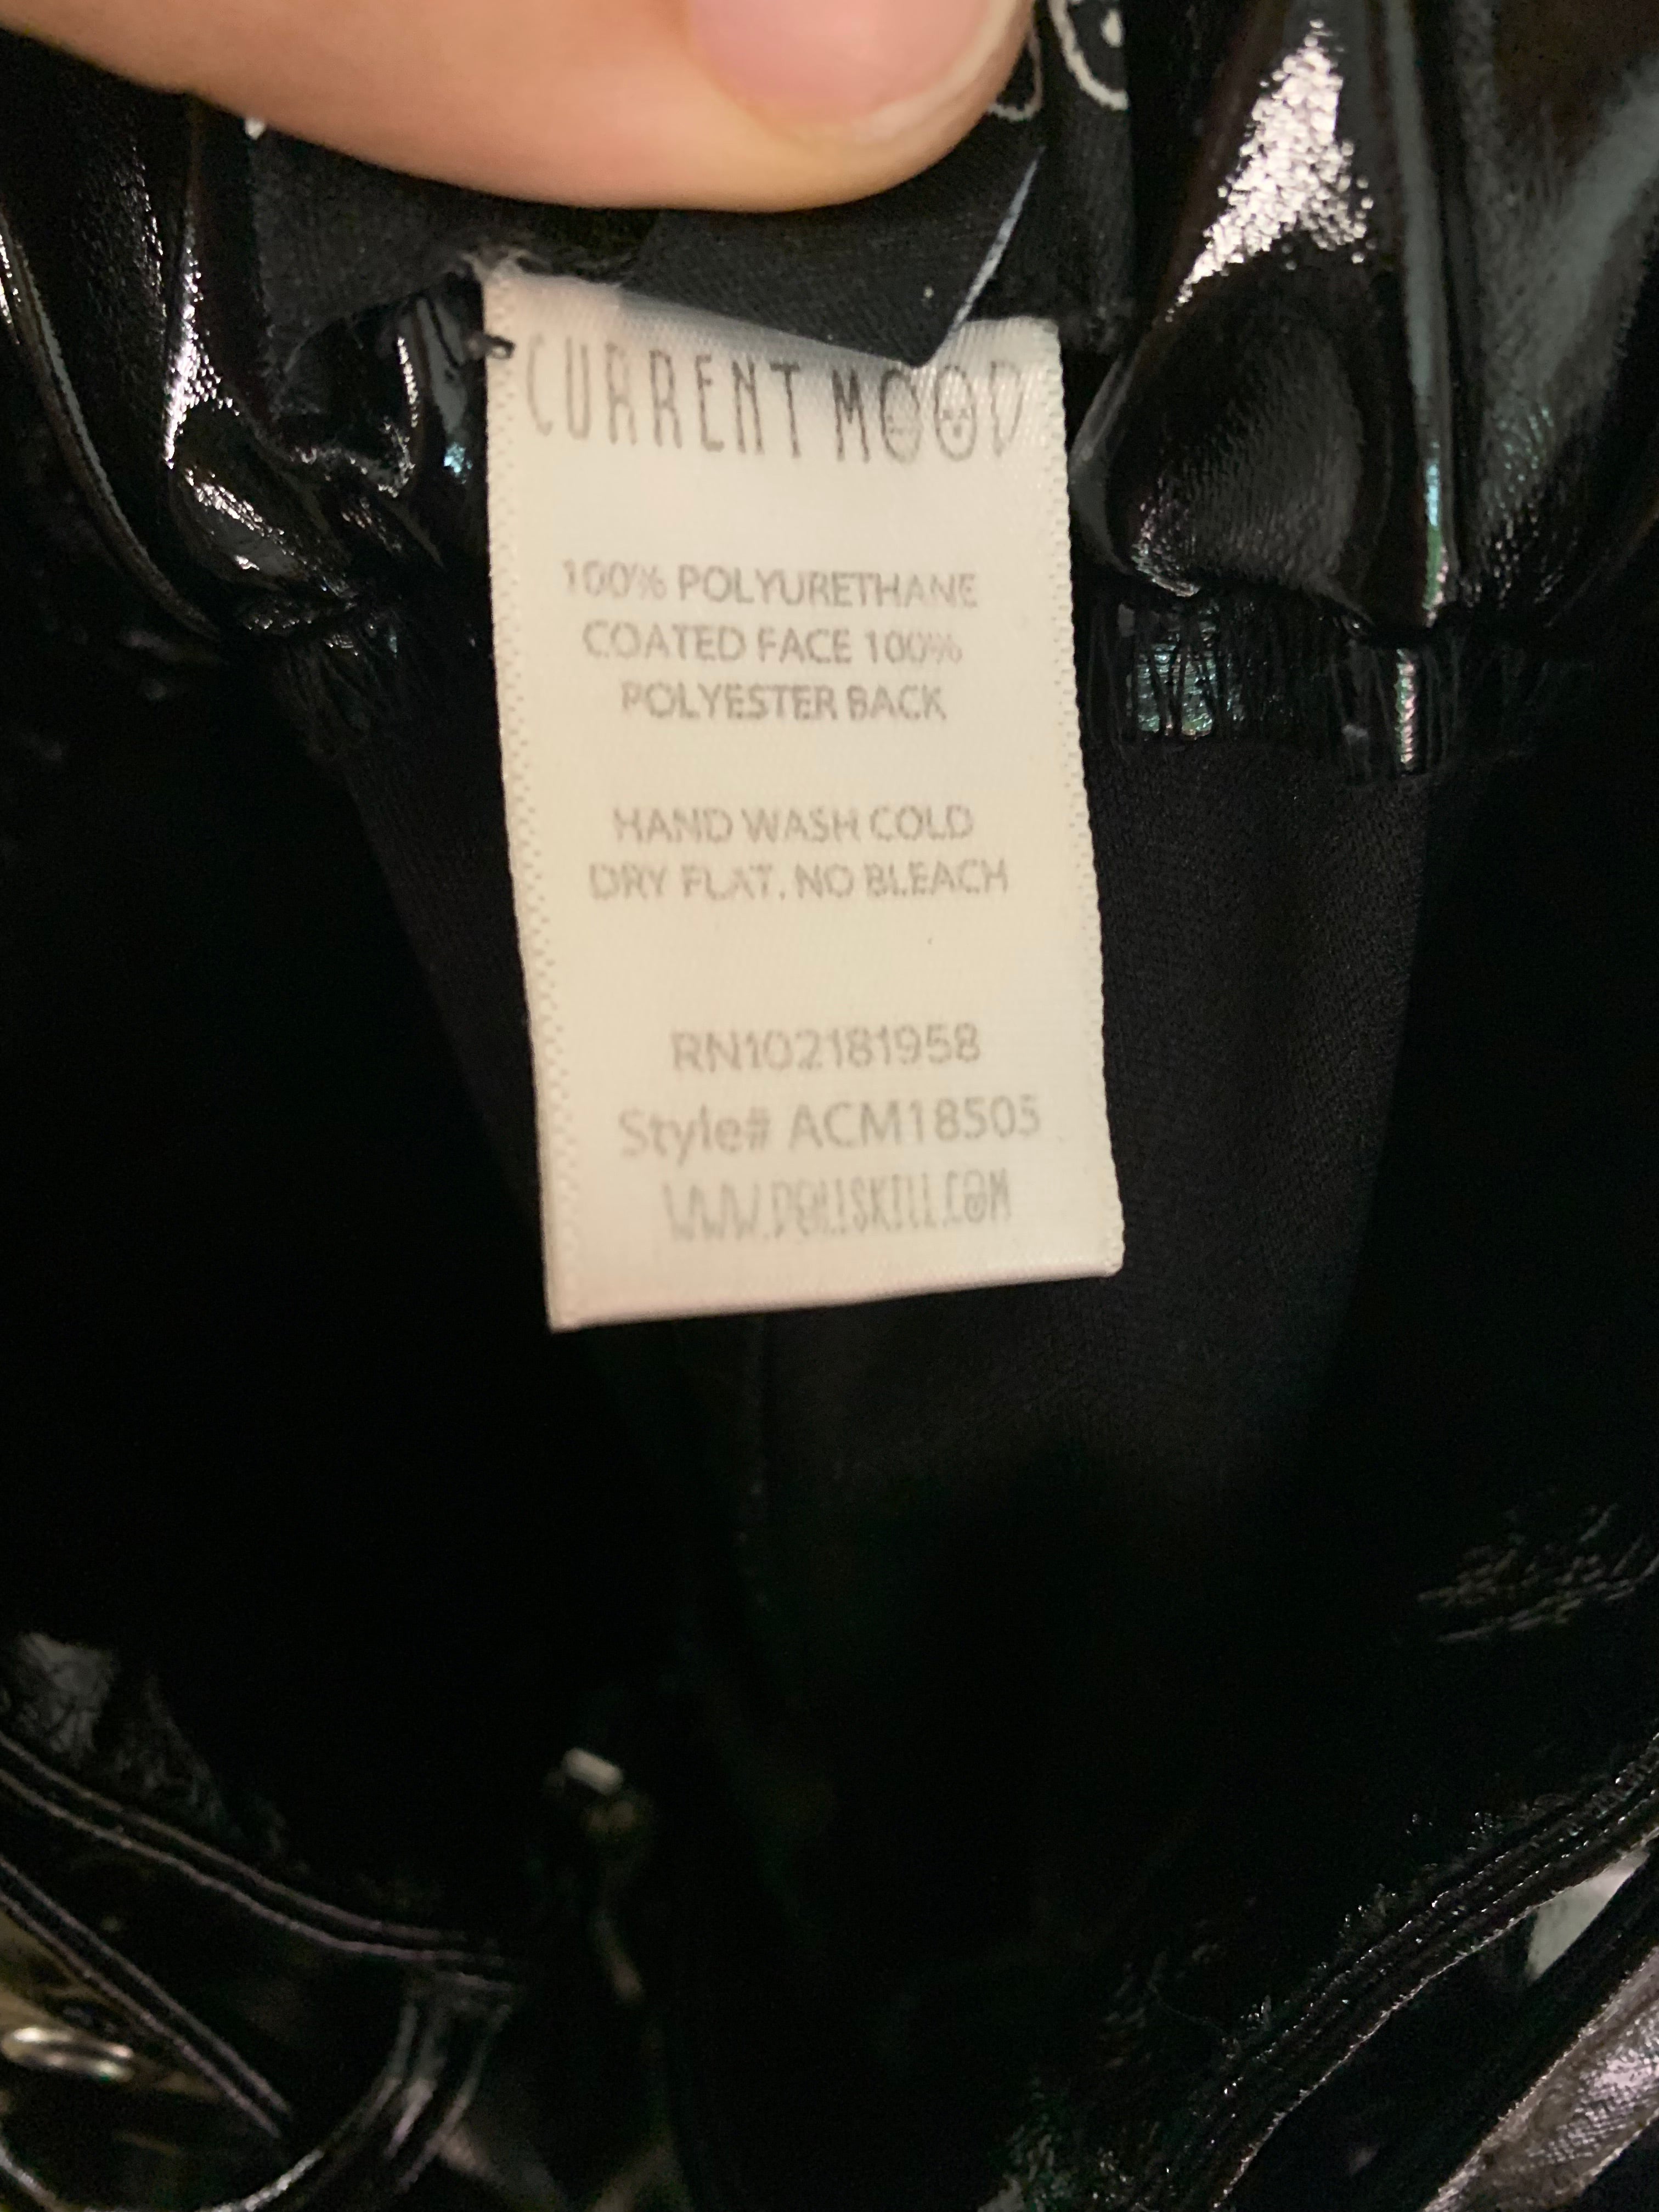 CURRENT MOOD
100% POLYURETHANE
COATED FACE 100%
POLYESTER BACK
HAND WASH COLD
DRY FLAT. NO BLEACH
RN102181958
Style# ACM18505
WWW.DOLLSKILL.COM